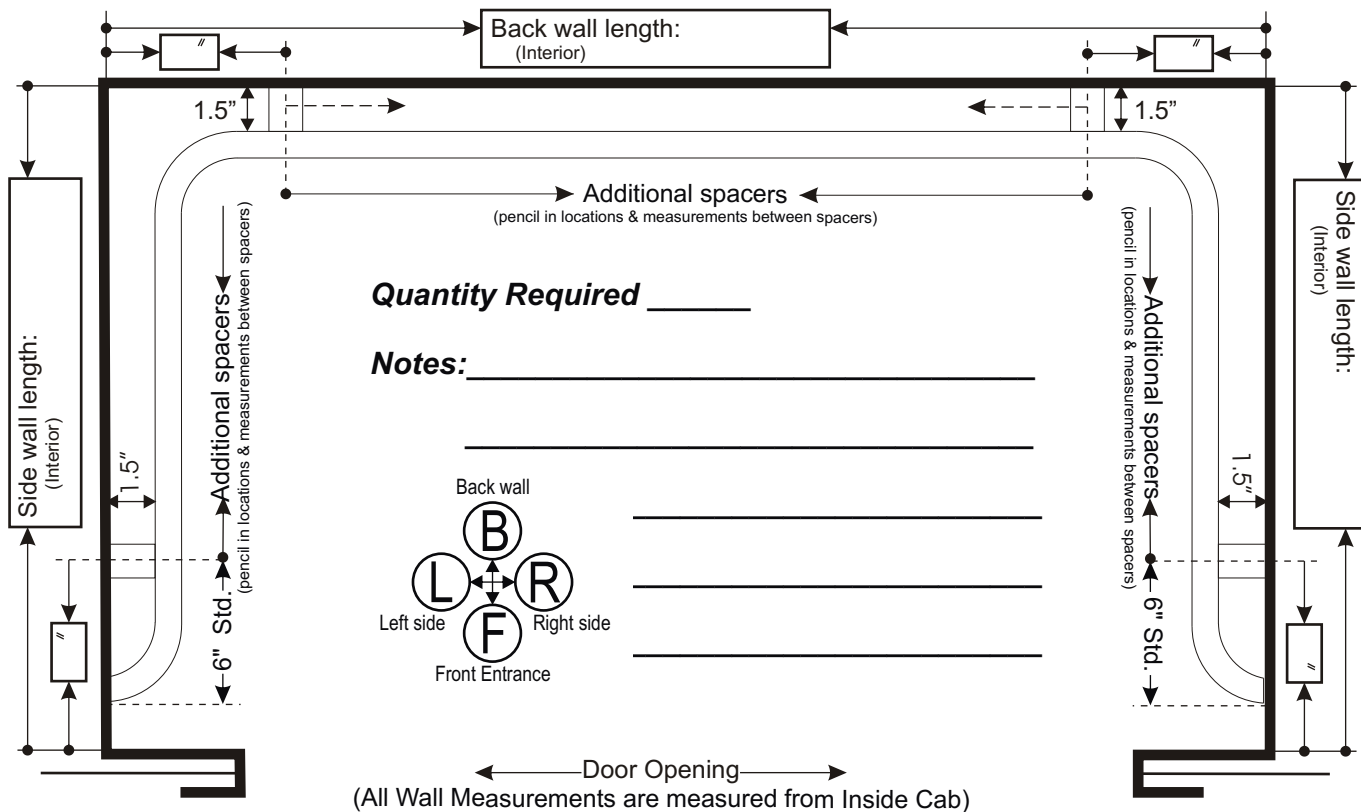 Back wall length:
(Interior)
″
″
1.5”
1.5”
Additional spacers
(pencil in locations & measurements between spacers)
Side wall length:
(Interior)
Additional spacers
(pencil in locations & measurements between spacers)
1.5”
6" Std.
″
Quantity Required ______
Notes:
Back wall
B
L
R
Left side
Right side
F
Front Entrance
Additional spacers
(pencil in locations & measurements between spacers)
1.5”
6" Std.
″
Side wall length:
(Interior)
Door Opening
(All Wall Measurements are measured from Inside Cab)